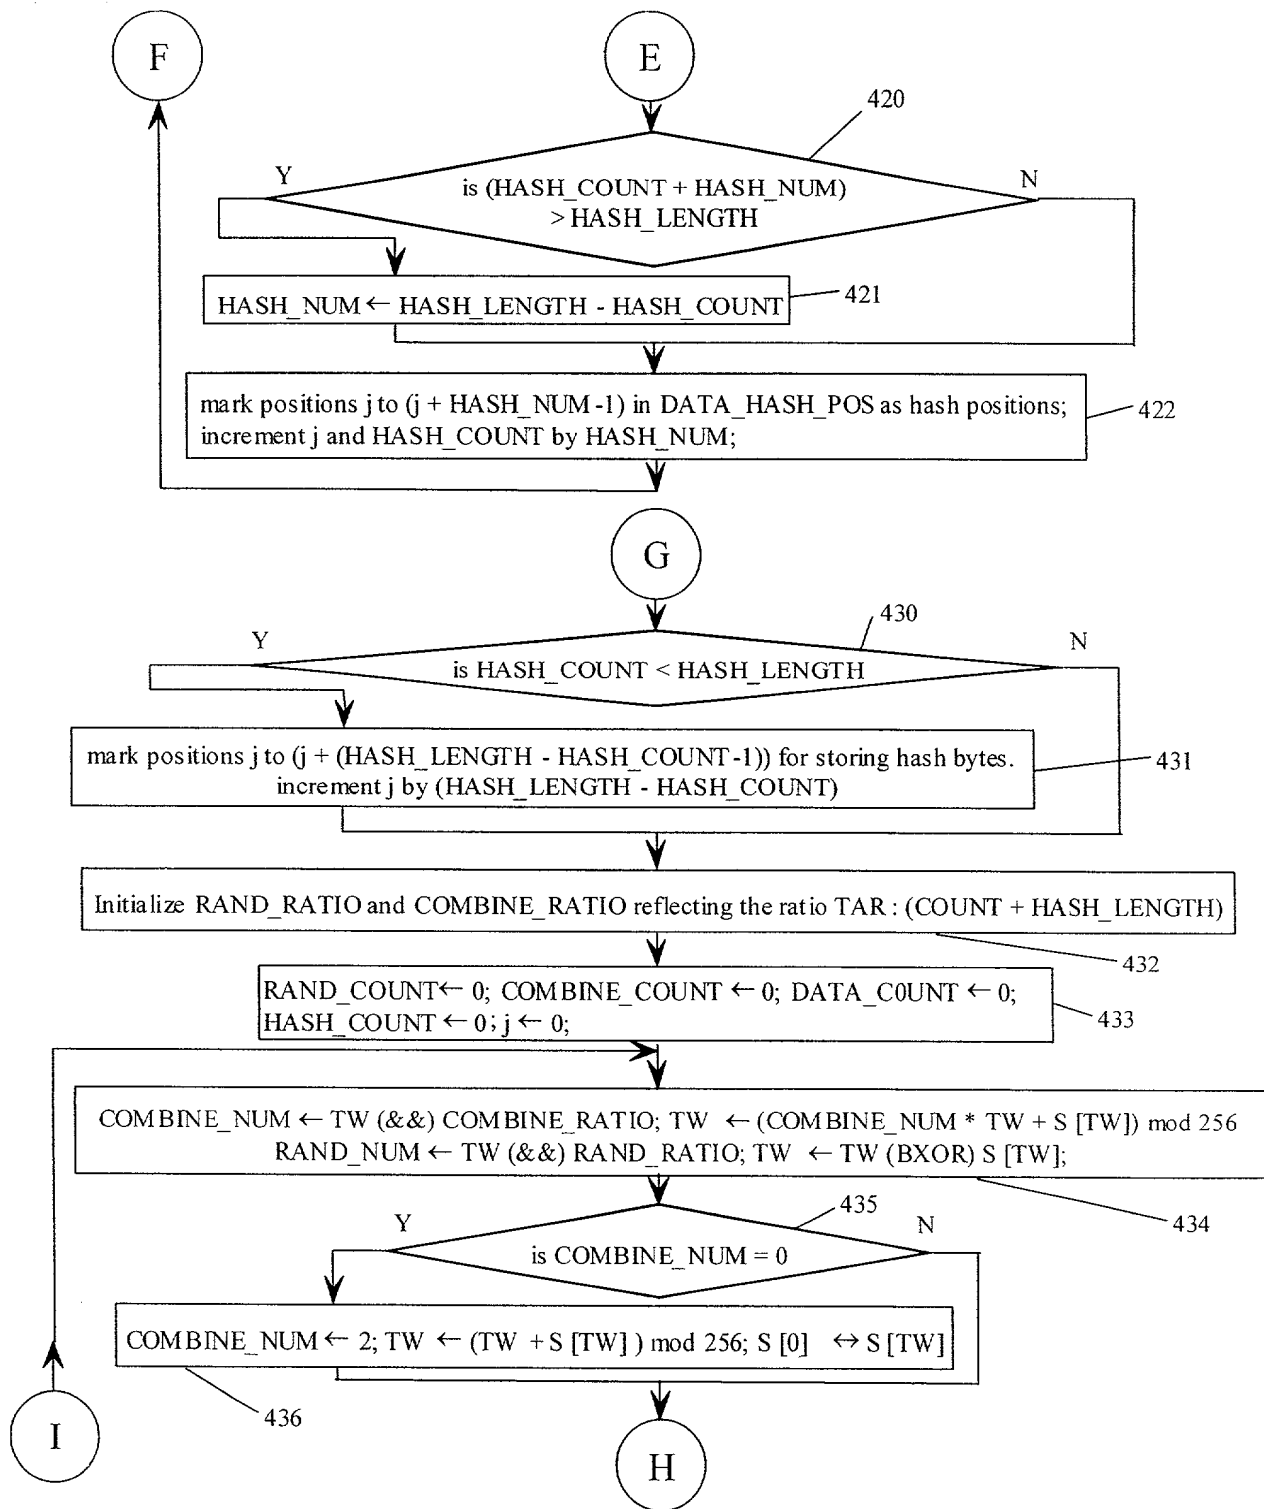 F
E
420
Y
N
is (HASH_COUNT + HASH_NUM)
> HASH_LENGTH
HASH_NUM ← HASH_LENGTH - HASH_COUNT
421
mark positions j to (j + HASH_NUM -1) in DATA_HASH_POS as hash positions;
increment j and HASH_COUNT by HASH_NUM;
422
G
430
Y
N
is HASH_COUNT < HASH_LENGTH
mark positions j to (j + (HASH_LENGTH - HASH_COUNT -1)) for storing hash bytes.
increment j by (HASH_LENGTH - HASH_COUNT)
431
Initialize RAND_RATIO and COMBINE_RATIO reflecting the ratio TAR : (COUNT + HASH_LENGTH)
432
RAND_COUNT ← 0; COMBINE_COUNT ← 0; DATA_C0UNT ← 0;
HASH_COUNT ← 0 ; j ← 0;
433
COMBINE_NUM ← TW (&&) COMBINE_RATIO; TW ← (COMBINE_NUM * TW + S [TW]) mod 256
RAND_NUM ← TW (&&) RAND_RATIO; TW ← TW (BXOR) S [TW];
434
435
Y
N
is COMBINE_NUM = 0
COMBINE_NUM ← 2; TW ← (TW + S [TW] ) mod 256; S [0] ↔ S [TW]
436
I
H